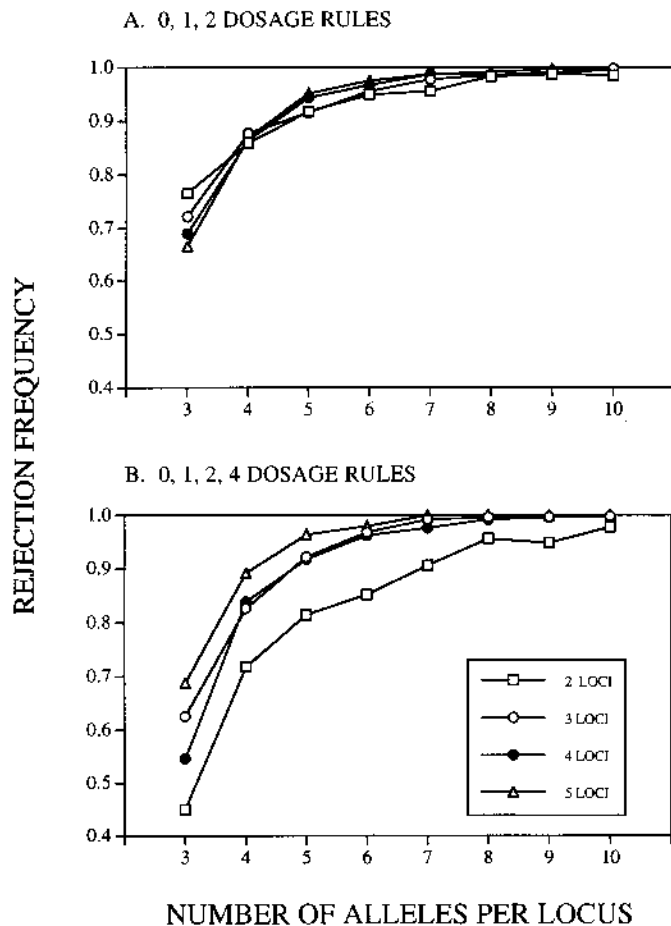 A. 0, 1, 2 DOSAGE RULES
1.0
0.9
0.8
0.7
0.6
0.5
0.4
3 4 5 6 7 8 9 10
REJECTION FREQUENCY
B. 0, 1, 2, 4 DOSAGE RULES
1.0
0.9
0.8
0.7
0.6
0.5
0.4
2 LOCI
3 LOCI
4 LOCI
5 LOCI
3 4 5 6 7 8 9 10
NUMBER OF ALLELES PER LOCUS